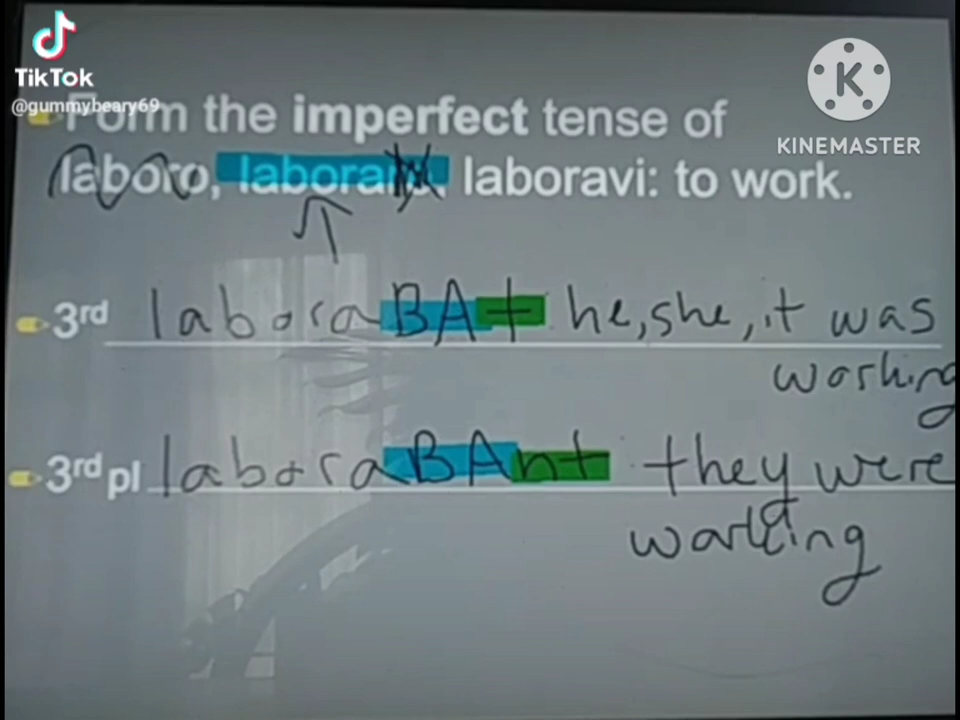 TikTok
@gummybeary69
K
KINEMASTER
Form the imperfect tense of
laboro, labora laboravi: to work.
3rd laboraBAt he, she, it was
working
3rd pl laboraBAnt they were
working